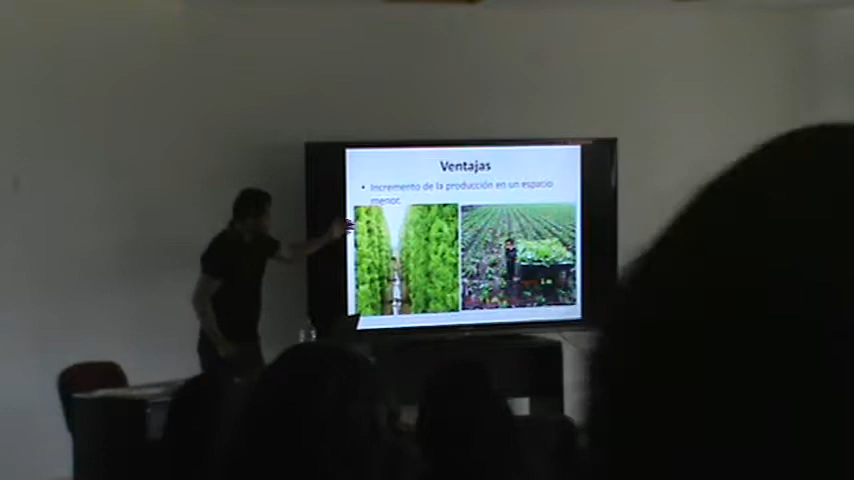 Ventajas
• Incremento de la producción en un espacio
menor.